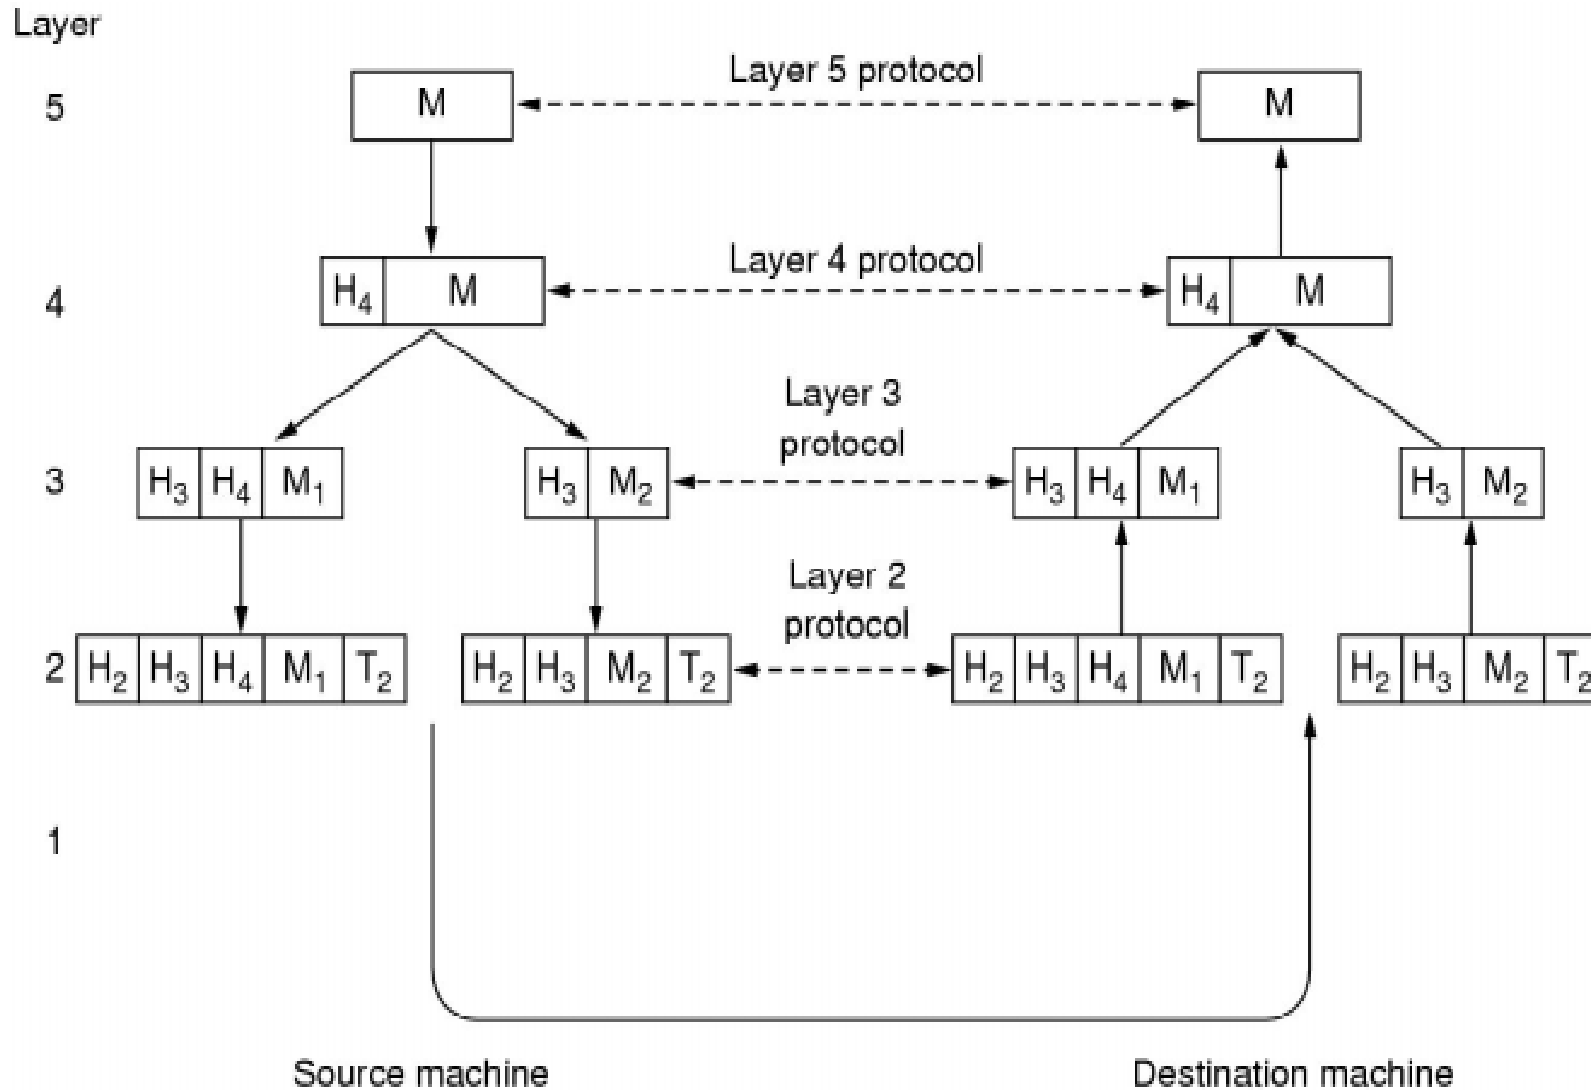 Layer
5 M Layer 5 protocol M
4 H₄ M Layer 4 protocol H₄ M
Layer 3
protocol
3 H₃ H₄ M₁ H₃ M₂ H₃ H₄ M₁ H₃ M₂
Layer 2
protocol
2 H₂ H₃ H₄ M₁ T₂ H₂ H₃ M₂ T₂ H₂ H₃ H₄ M₁ T₂ H₂ H₃ M₂ T₂
1
Source machine Destination machine